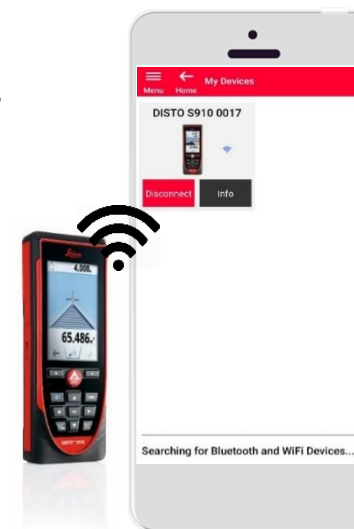 Menu Home My Devices
DISTO S910 0017
Disconnect Info
Leica
4.000
65.486
Searching for Bluetooth and WiFi Devices...